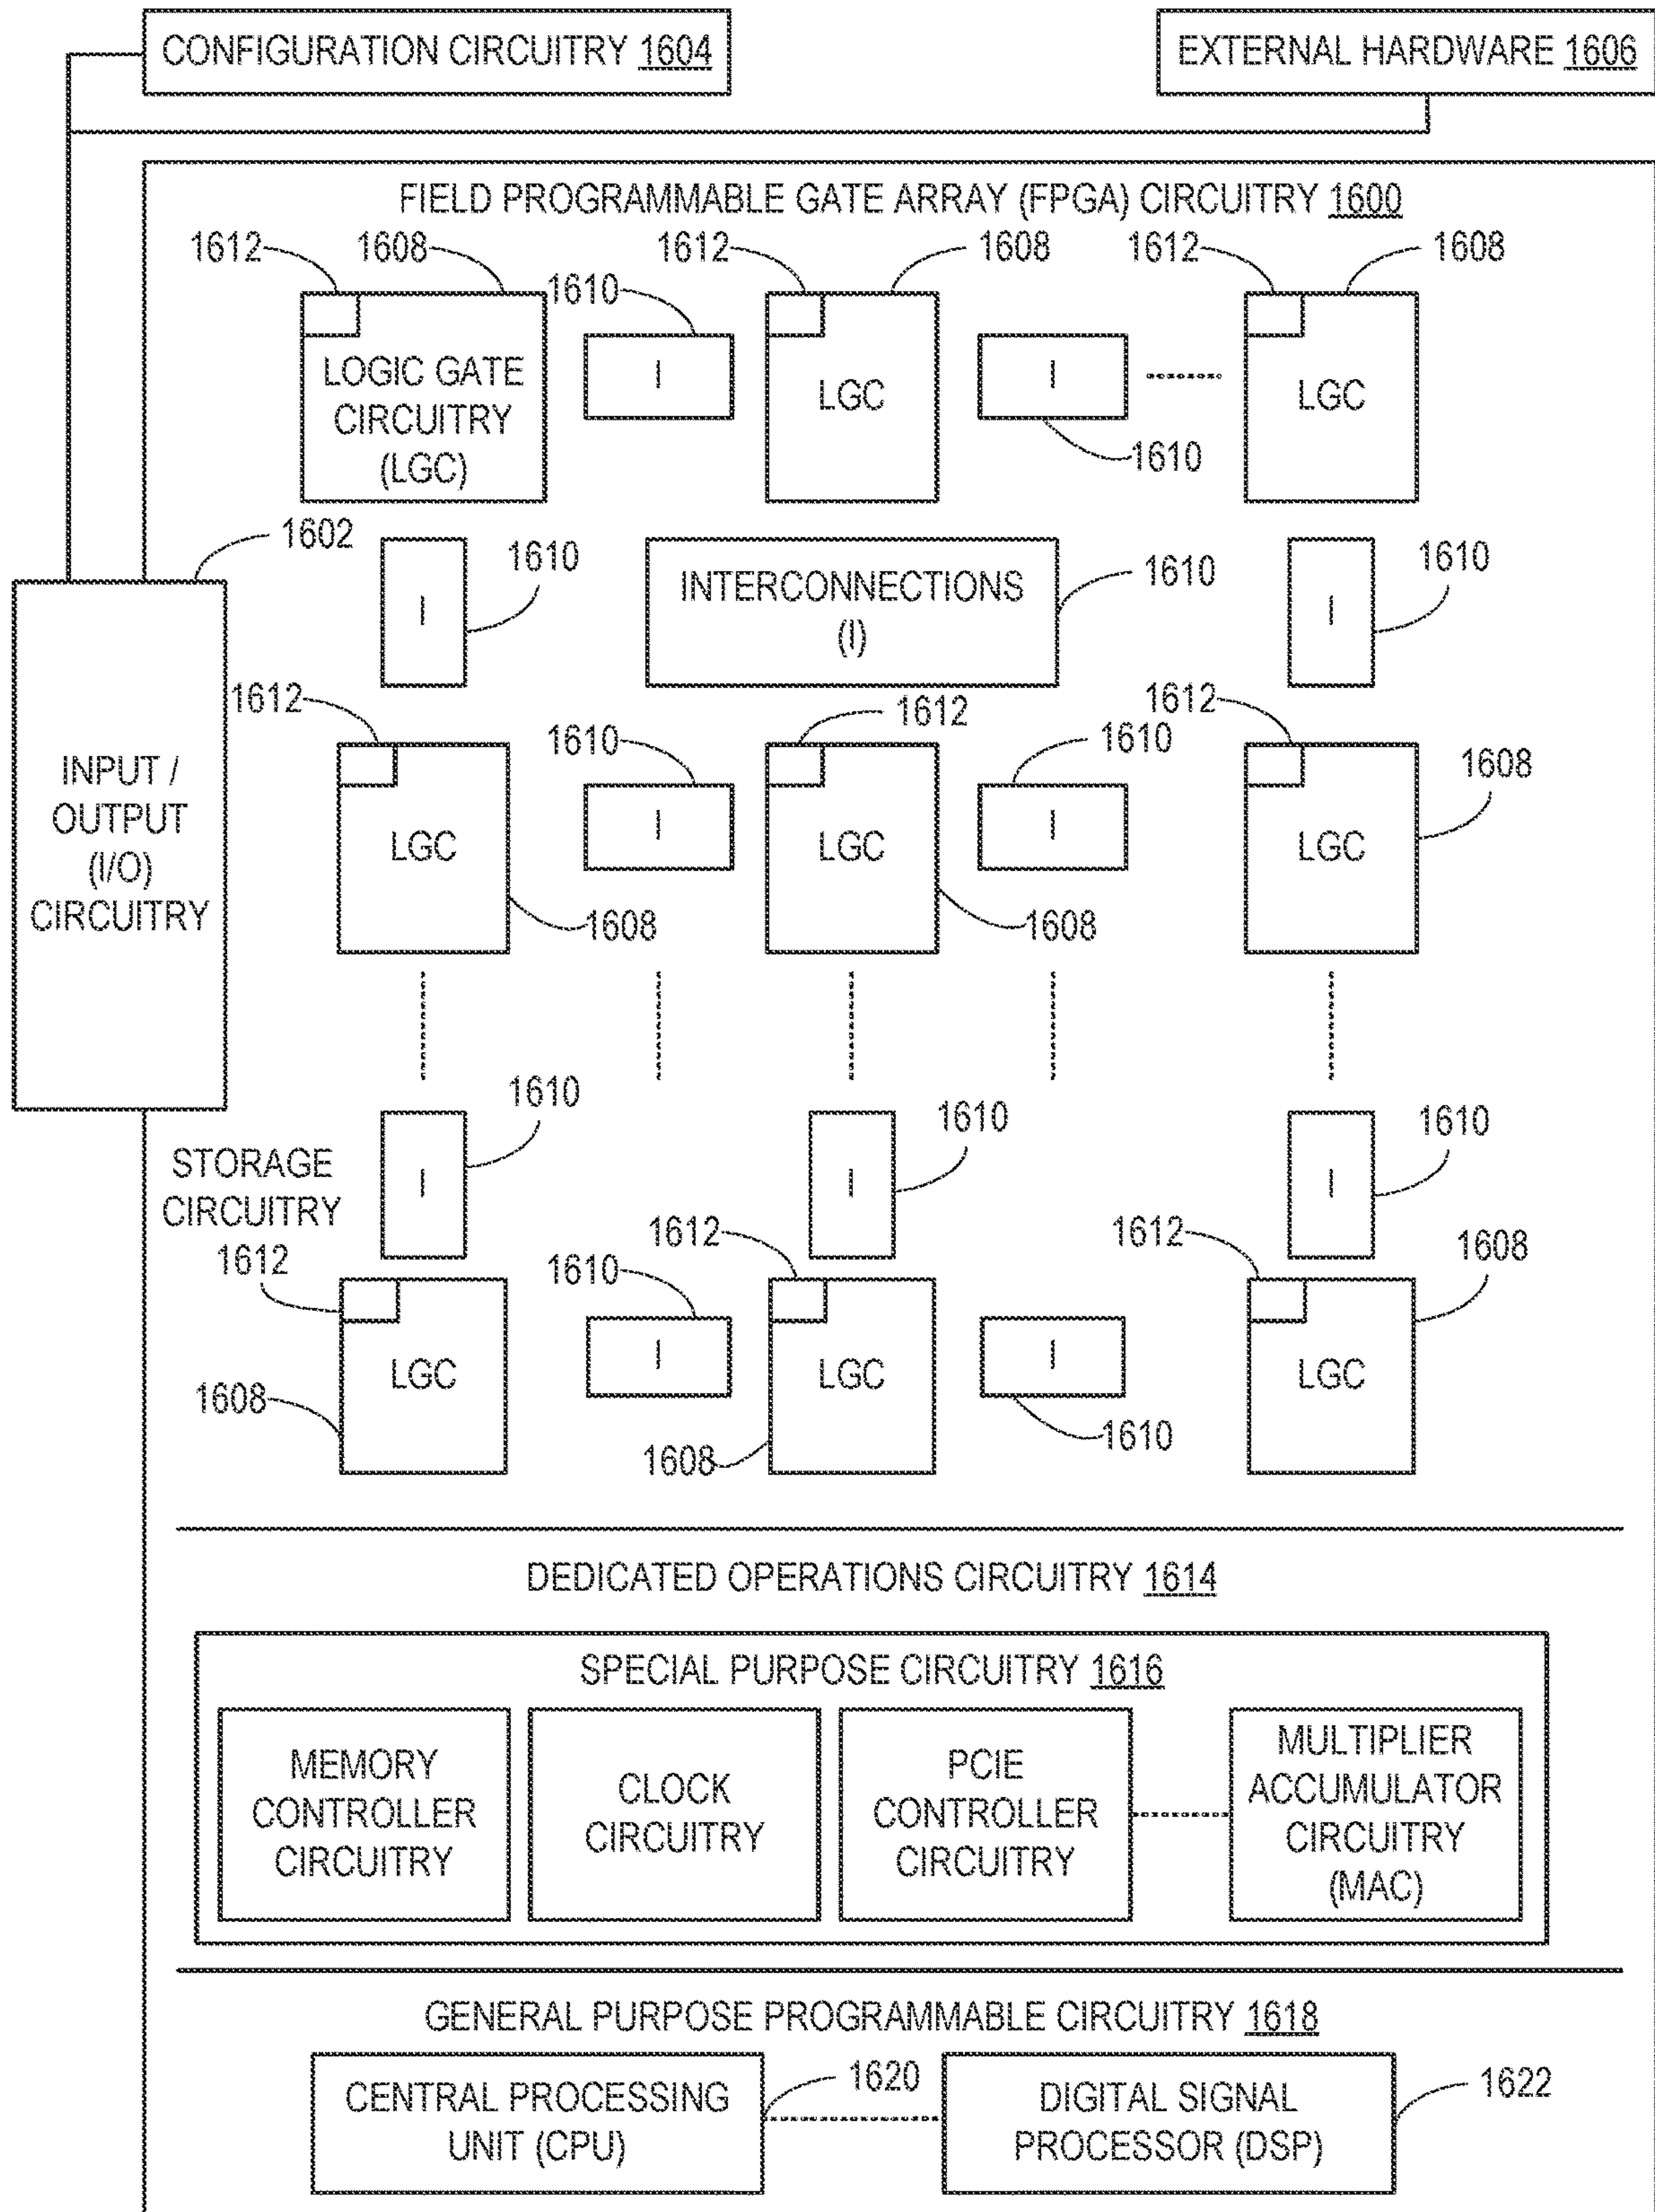 CONFIGURATION CIRCUITRY 1604
EXTERNAL HARDWARE 1606
FIELD PROGRAMMABLE GATE ARRAY (FPGA) CIRCUITRY 1600
1612
1608
1612
1608
1612
1608
1610
LOGIC GATE
CIRCUITRY
(LGC)
I
LGC
I
LGC
1610
1602
1610
1610
1610
I
INTERCONNECTIONS
(I)
I
1612
1612
1612
1610
1610
1608
INPUT /
OUTPUT
(I/O)
CIRCUITRY
LGC
I
LGC
I
LGC
1608
1608
1610
1610
1610
STORAGE
CIRCUITRY
1612
I
I
I
1612
1612
1608
1610
LGC
I
LGC
I
LGC
1608
1608
1610
DEDICATED OPERATIONS CIRCUITRY 1614
SPECIAL PURPOSE CIRCUITRY 1616
MEMORY
CONTROLLER
CIRCUITRY
CLOCK
CIRCUITRY
PCIE
CONTROLLER
CIRCUITRY
MULTIPLIER
ACCUMULATOR
CIRCUITRY
(MAC)
GENERAL PURPOSE PROGRAMMABLE CIRCUITRY 1618
CENTRAL PROCESSING
UNIT (CPU)
1620
DIGITAL SIGNAL
PROCESSOR (DSP)
1622